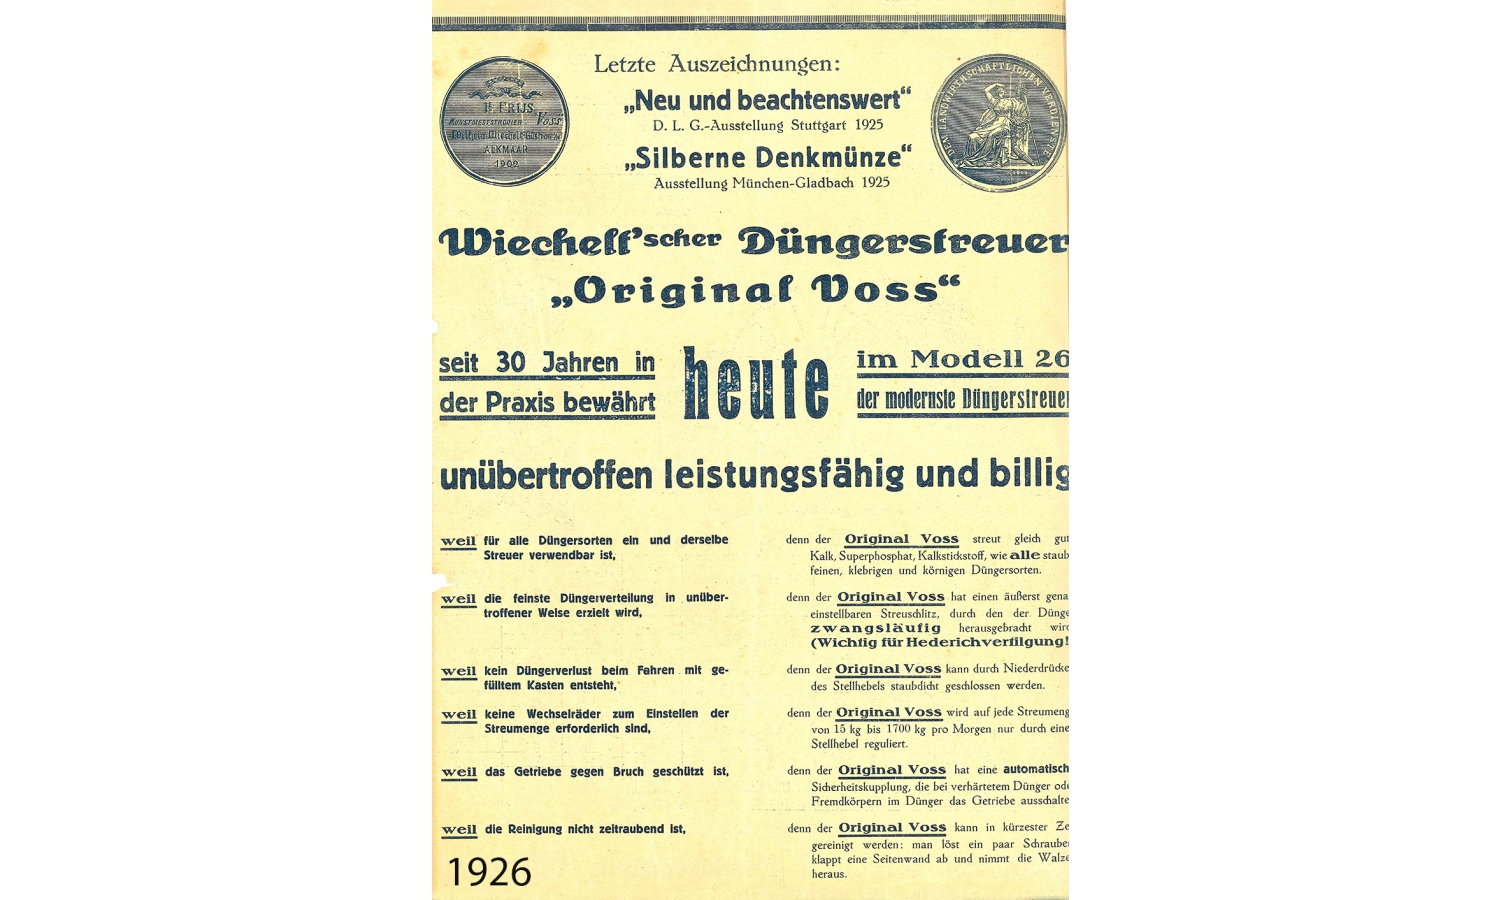 Letzte Auszeichnungen:
„Neu und beachtenswert“
D. L. G.-Ausstellung Stuttgart 1925
„Silberne Denkmünze“
Ausstellung München-Gladbach 1925
Is PRIJS
KUNSTMESTSTROOIER „Voss
ALKMAAR
1902
DEM LANDWIRTHSCHAFTLICHEN VERDIENSTE
Wiechelt’scher Düngerstreuer
„Original Voss“
seit 30 Jahren in
der Praxis bewährt
heute
im Modell 26
der modernste Düngerstreuer
unübertroffen leistungsfähig und billig
weil für alle Düngersorten ein und derselbe
Streuer verwendbar ist,
denn der Original Voss streut gleich gut
Kalk, Superphosphat, Kalkstickstoff, wie alle staub
feinen, klebrigen und körnigen Düngersorten.
weil die feinste Düngerverteilung in unüber-
troffener Weise erzielt wird,
denn der Original Voss hat einen äußerst gena
einstellbaren Streuschlitz, durch den der Dünge
zwangsläufig herausgebracht wird
(Wichtig für Hederichvertilgung!
weil kein Düngerverlust beim Fahren mit ge-
fülltem Kasten entsteht,
denn der Original Voss kann durch Niederdrücke
des Stellhebels staubdicht geschlossen werden.
weil keine Wechselräder zum Einstellen der
Streumenge erforderlich sind,
denn der Original Voss wird auf jede Streumeng
von 15 kg bis 1700 kg pro Morgen nur durch eine
Stellhebel reguliert.
weil das Getriebe gegen Bruch geschützt ist,
denn der Original Voss hat eine automatisch
Sicherheitskupplung, die bei verhärtetem Dünger ode
Fremdkörpern im Dünger das Getriebe ausschalte
weil die Reinigung nicht zeitraubend ist,
denn der Original Voss kann in kürzester Ze
gereinigt werden: man löst ein paar Schrauben
klappt eine Seitenwand ab und nimmt die Walze
heraus.
1926